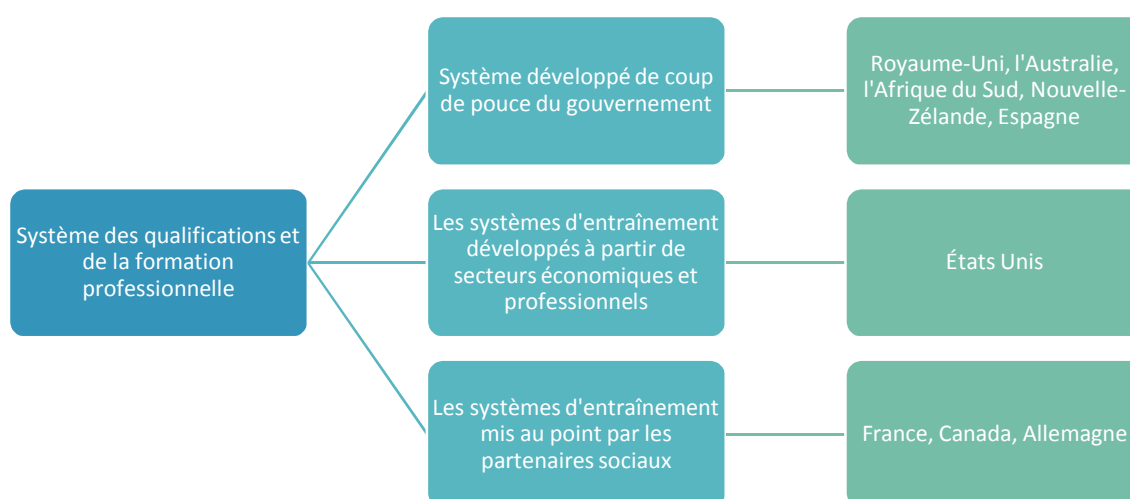 Système développé de coup
de pouce du gouvernement
Royaume-Uni, l'Australie,
l'Afrique du Sud, Nouvelle-
Zélande, Espagne
Système des qualifications et
de la formation
professionnelle
Les systèmes d'entraînement
développés à partir de
secteurs économiques et
professionnels
États Unis
Les systèmes d'entraînement
mis au point par les
partenaires sociaux
France, Canada, Allemagne